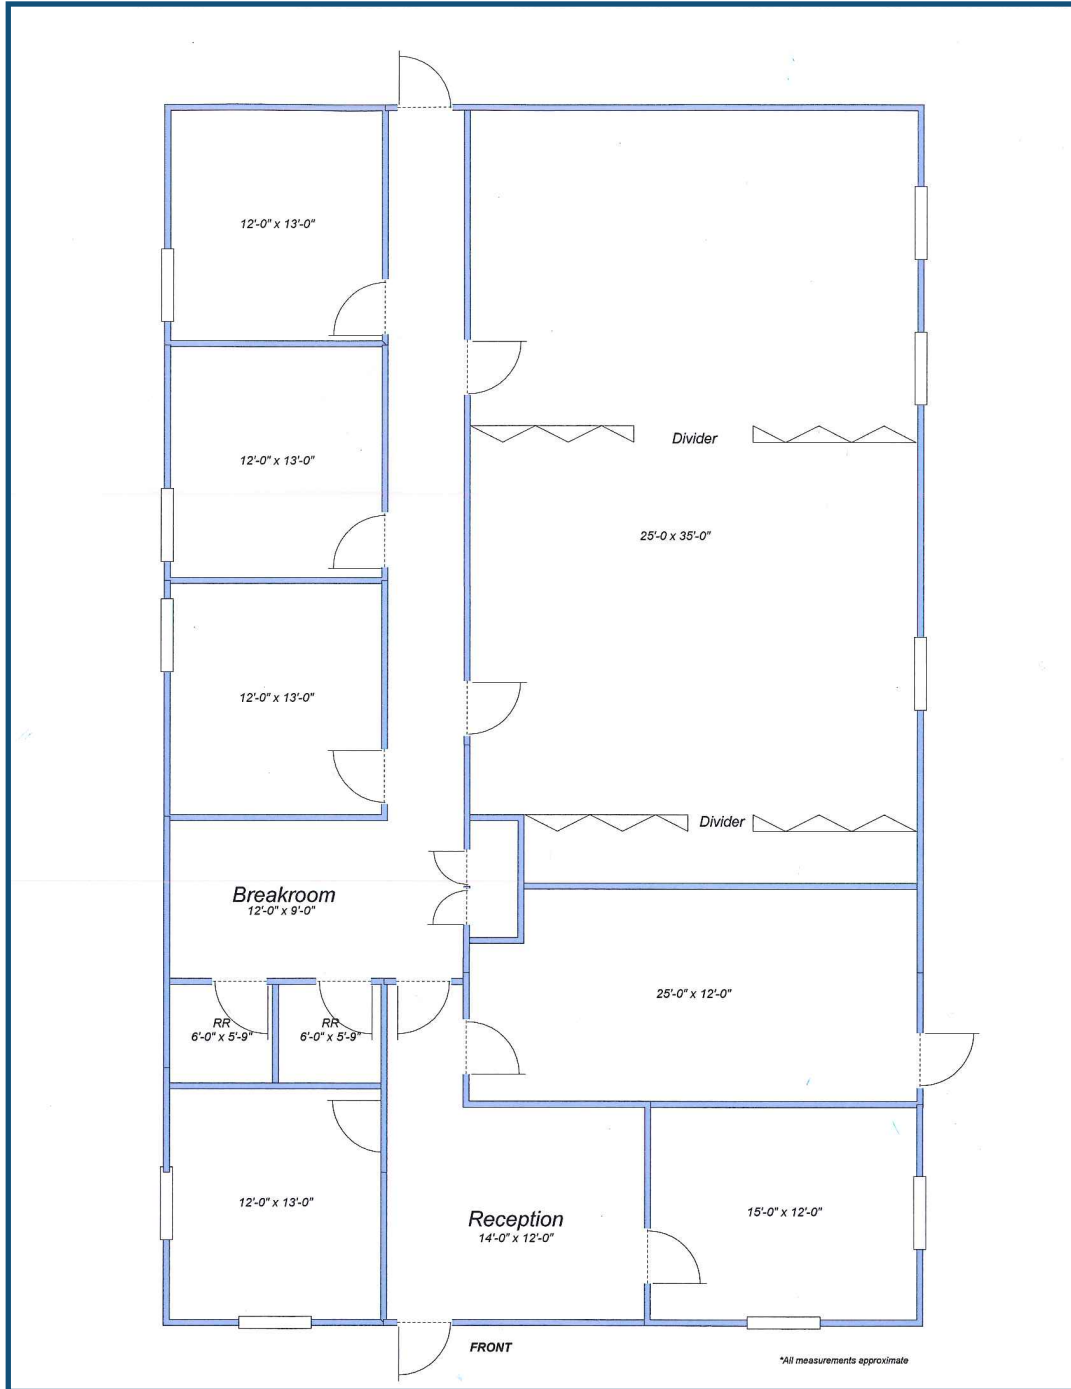 12'-0" x 13'-0"
12'-0" x 13'-0"
Divider
25'-0 x 35'-0"
12'-0" x 13'-0"
Divider
Breakroom
12'-0" x 9'-0"
25'-0" x 12'-0"
RR
6'-0" x 5'-9"
RR
6'-0" x 5'-9"
12'-0" x 13'-0"
Reception
14'-0" x 12'-0"
15'-0" x 12'-0"
FRONT
*All measurements approximate